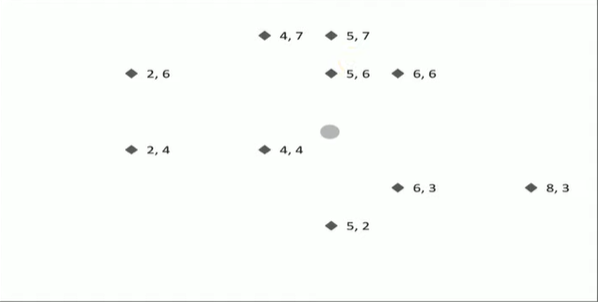 4, 7 5, 7
2, 6 5, 6 6, 6
2, 4 4, 4
6, 3 8, 3
5, 2